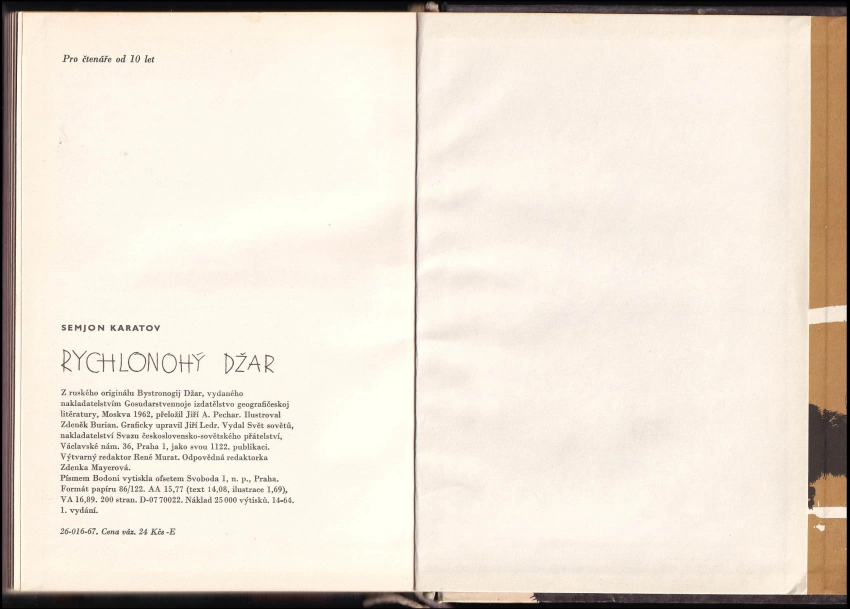 Pro čtenáře od 10 let
SEMJON KARATOV
RYCHLONOHÝ DŽAR
Z ruského originálu Bystronogij Džar, vydaného
nakladatelstvím Gosudarstvennoje izdatělstvo geografičeskoj
litěratury, Moskva 1962, přeložil Jiří A. Pechar. Ilustroval
Zdeněk Burian. Graficky upravil Jiří Ledr. Vydal Svět sovětů,
nakladatelství Svazu československo-sovětského přátelství,
Václavské nám. 36, Praha 1, jako svou 1122. publikaci.
Výtvarný redaktor René Murat. Odpovědná redaktorka
Zdenka Mayerová.
Písmem Bodoni vytiskla ofsetem Svoboda 1, n. p., Praha.
Formát papíru 86/122. AA 15,77 (text 14,08, ilustrace 1,69),
VA 16,89. 200 stran. D-07 70022. Náklad 25 000 výtisků. 14-64.
1. vydání.
26-016-67. Cena váz. 24 Kčs -E